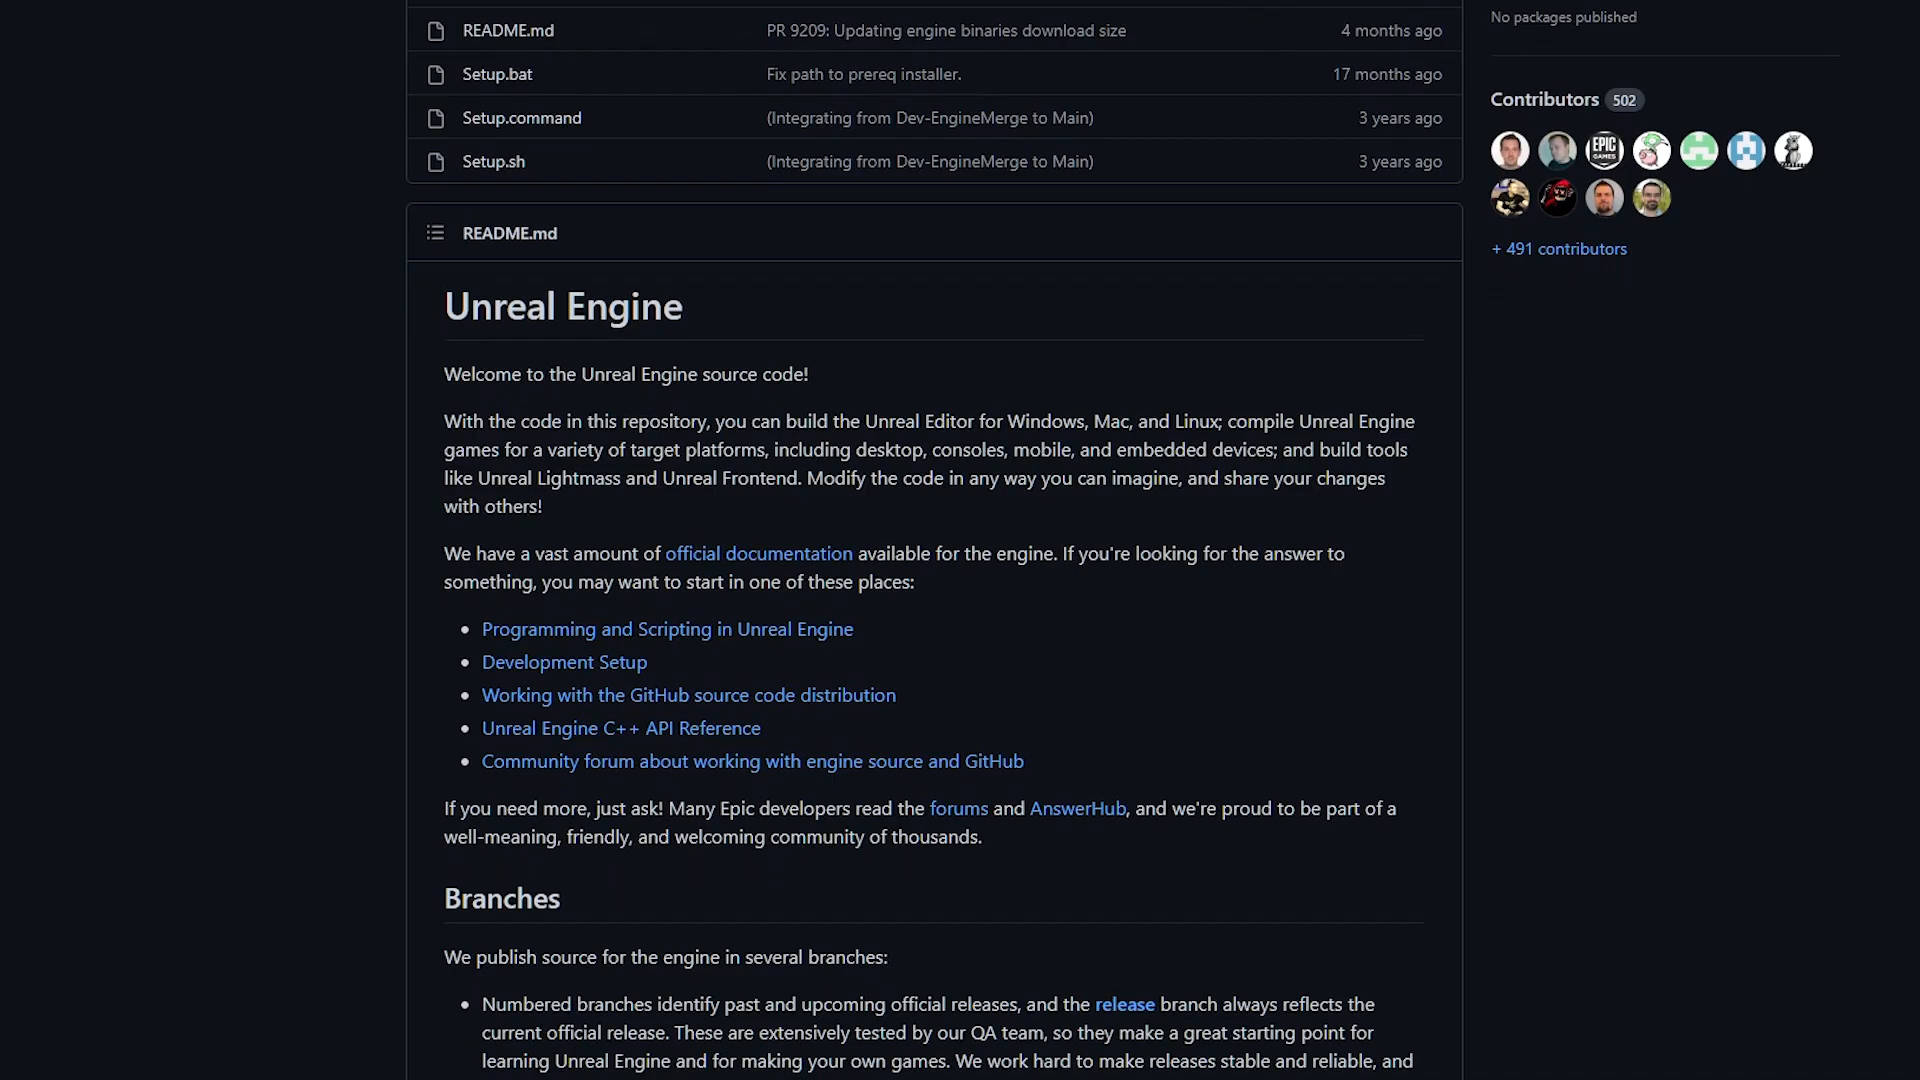 README.md PR 9209: Updating engine binaries download size 4 months ago
Setup.bat Fix path to prereq installer. 17 months ago
Setup.command (Integrating from Dev-EngineMerge to Main) 3 years ago
Setup.sh (Integrating from Dev-EngineMerge to Main) 3 years ago
README.md
Unreal Engine
Welcome to the Unreal Engine source code!
With the code in this repository, you can build the Unreal Editor for Windows, Mac, and Linux; compile Unreal Engine
games for a variety of target platforms, including desktop, consoles, mobile, and embedded devices; and build tools
like Unreal Lightmass and Unreal Frontend. Modify the code in any way you can imagine, and share your changes
with others!
We have a vast amount of official documentation available for the engine. If you're looking for the answer to
something, you may want to start in one of these places:
Programming and Scripting in Unreal Engine
Development Setup
Working with the GitHub source code distribution
Unreal Engine C++ API Reference
Community forum about working with engine source and GitHub
If you need more, just ask! Many Epic developers read the forums and AnswerHub, and we're proud to be part of a
well-meaning, friendly, and welcoming community of thousands.
Branches
We publish source for the engine in several branches:
Numbered branches identify past and upcoming official releases, and the release branch always reflects the
current official release. These are extensively tested by our QA team, so they make a great starting point for
learning Unreal Engine and for making your own games. We work hard to make releases stable and reliable, and
No packages published
Contributors 502
EPIC
GAMES
+ 491 contributors